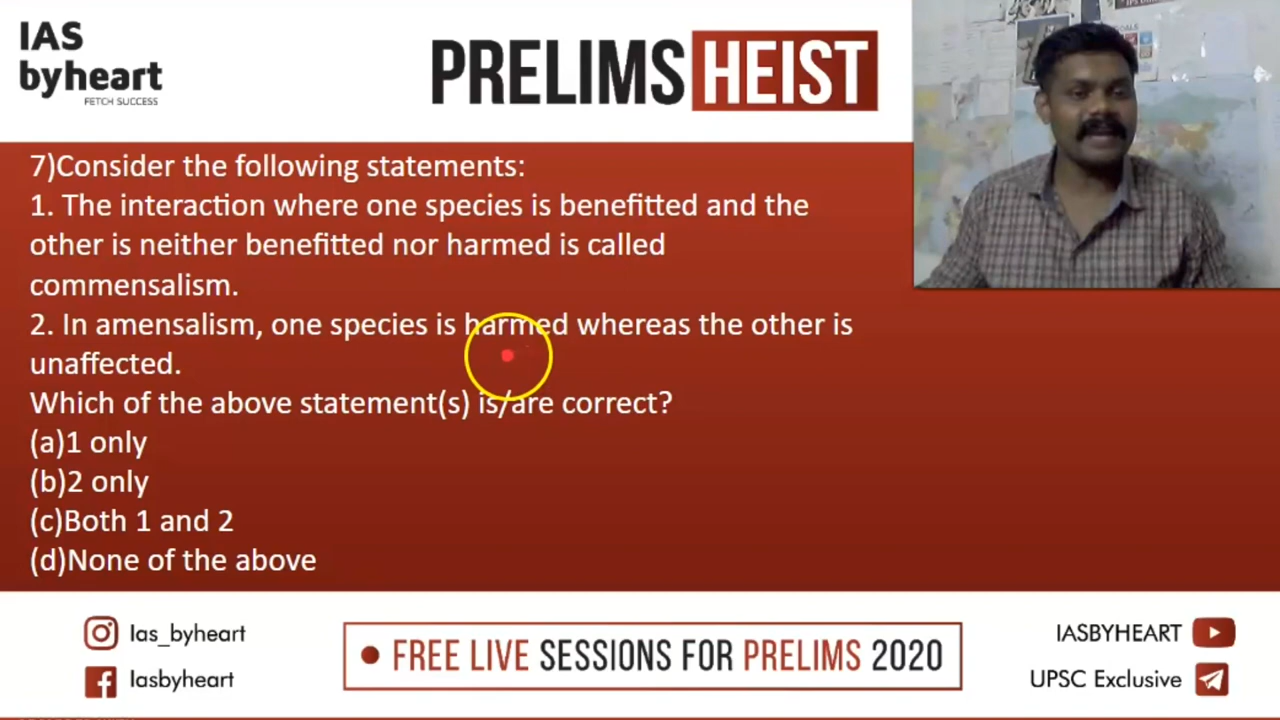 IAS
byheart
FETCH SUCCESS
PRELIMS HEIST
7)Consider the following statements:
1. The interaction where one species is benefitted and the
other is neither benefitted nor harmed is called
commensalism.
2. In amensalism, one species is harmed whereas the other is
unaffected.
Which of the above statement(s) is/are correct?
(a)1 only
(b)2 only
(c)Both 1 and 2
(d)None of the above
Ias_byheart
Iasbyheart
• FREE LIVE SESSIONS FOR PRELIMS 2020
IASBYHEART
UPSC Exclusive